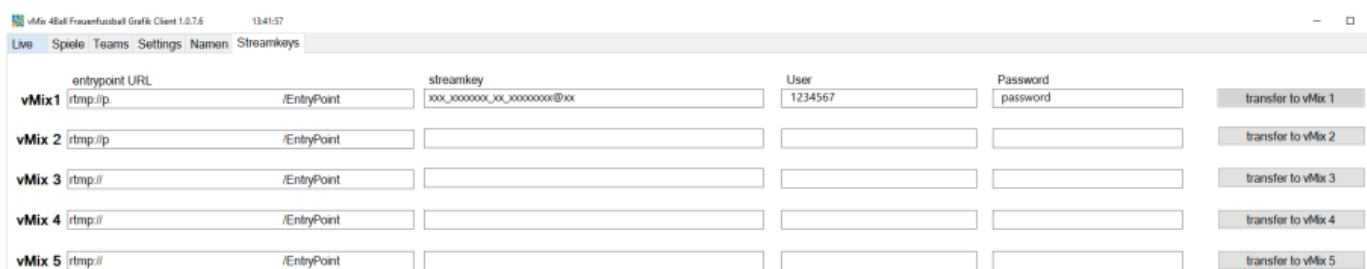 vMix 4Ball Frauenfussball Grafik Client 1.0.7.6 13:41:57
Live Spiele Teams Settings Namen Streamkeys
entrypoint URL streamkey User Password
vMix1 rtmp://p. /EntryPoint xxx_xxxxxxx_xx_xxxxxxxx@xx 1234567 password transfer to vMix 1
vMix 2 rtmp://p /EntryPoint transfer to vMix 2
vMix 3 rtmp:// /EntryPoint transfer to vMix 3
vMix 4 rtmp:// /EntryPoint transfer to vMix 4
vMix 5 rtmp:// /EntryPoint transfer to vMix 5